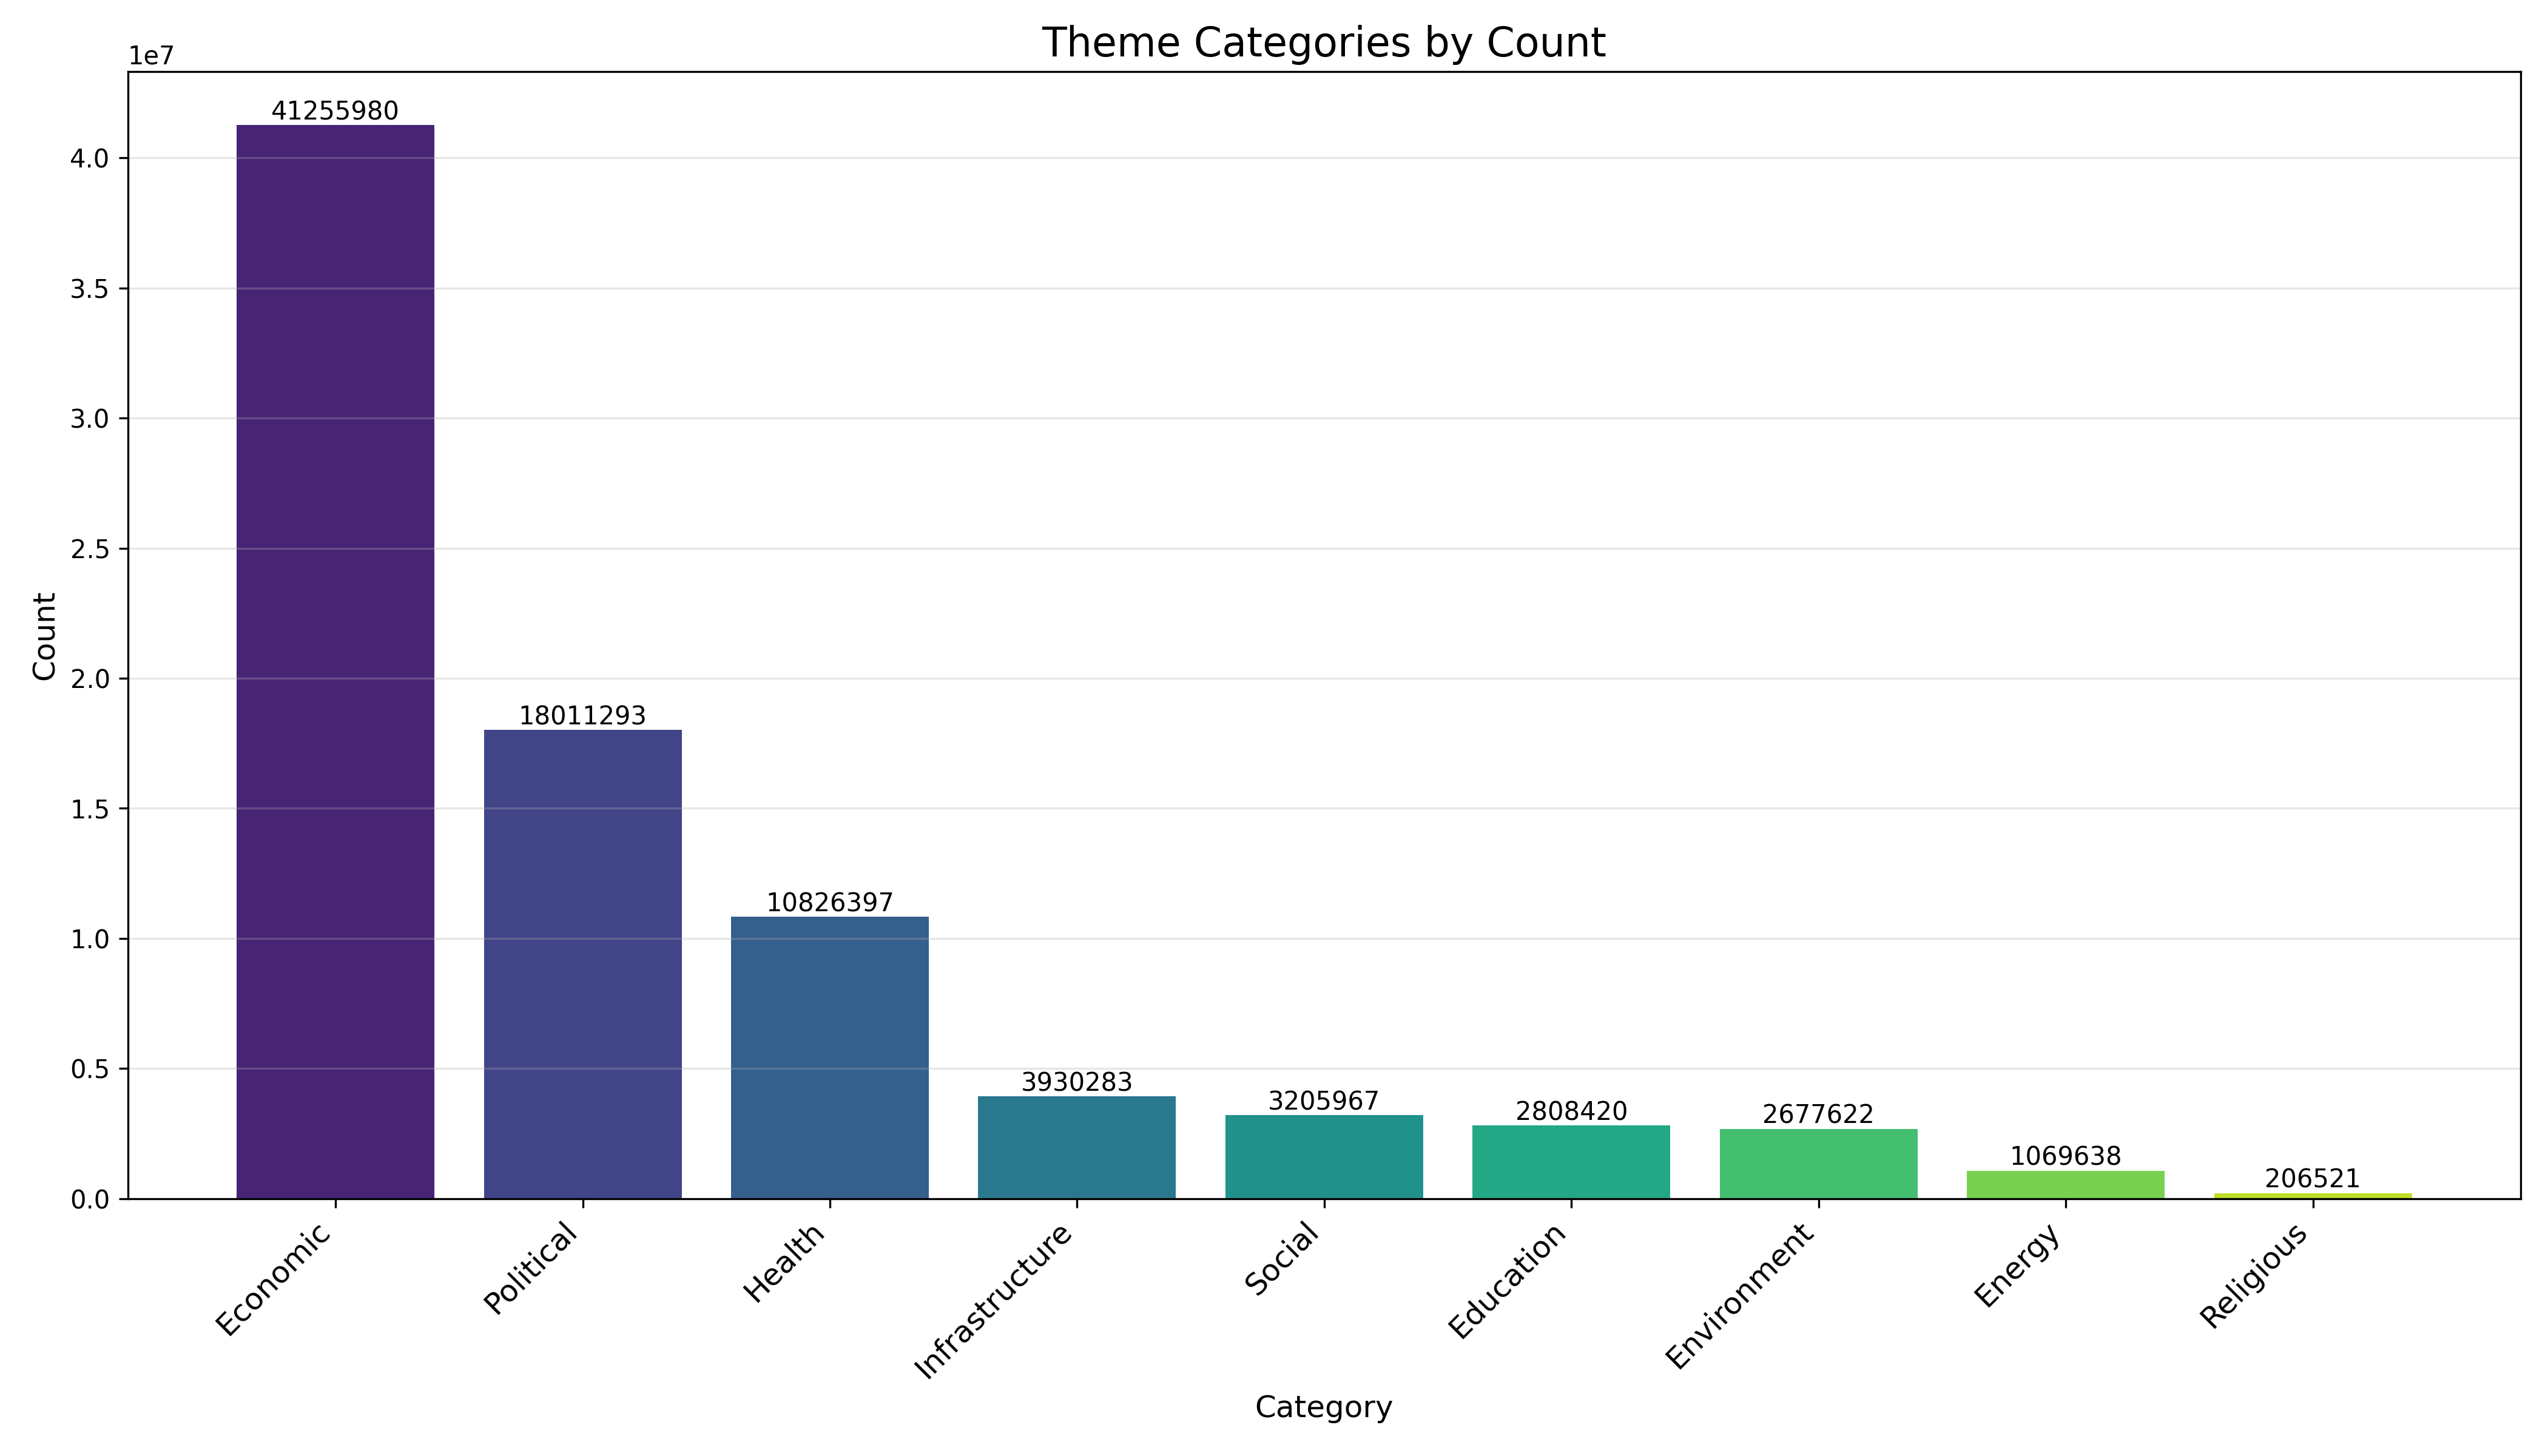 Theme Categories by Count
1e7
41255980
4.0
3.5
3.0
2.5
2.0
18011293
1.5
10826397
1.0
0.5
3930283
3205967
2808420
2677622
1069638
206521
0.0
Count
Economic
Political
Health
Infrastructure
Social
Education
Environment
Energy
Religious
Category